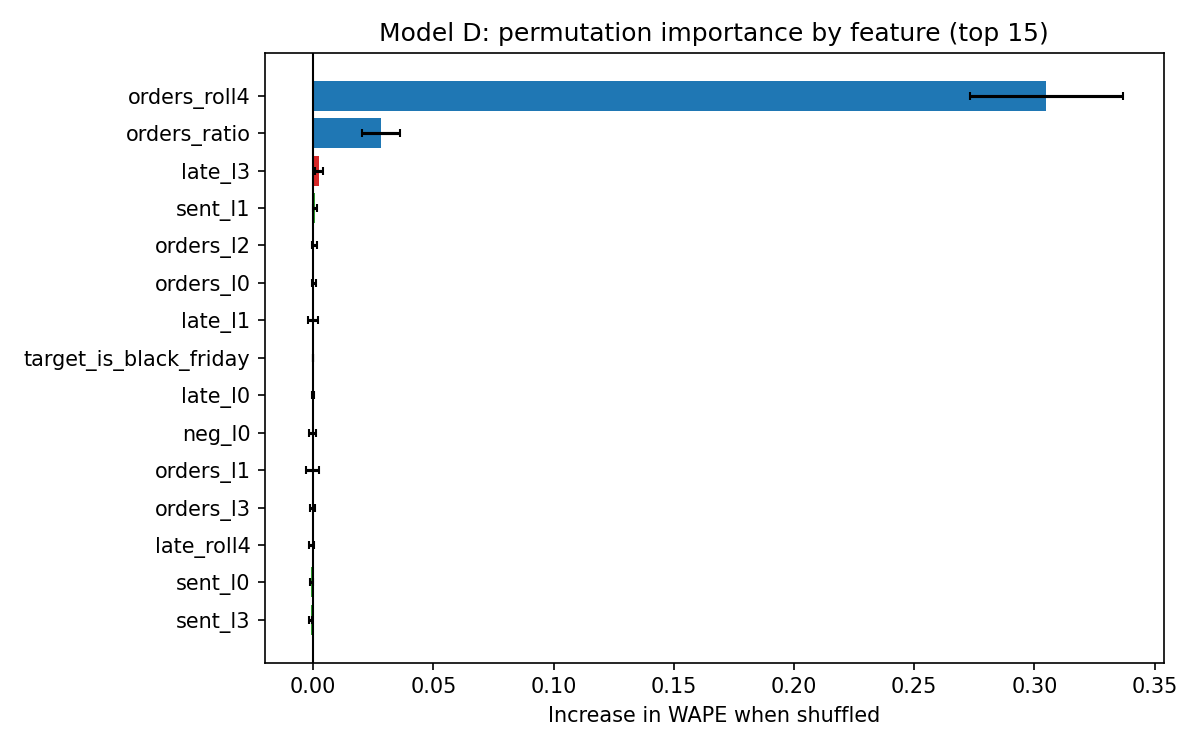 Model D: permutation importance by feature (top 15)
orders_roll4
orders_ratio
late_l3
sent_l1
orders_l2
orders_l0
late_l1
target_is_black_friday
late_l0
neg_l0
orders_l1
orders_l3
late_roll4
sent_l0
sent_l3
0.00 0.05 0.10 0.15 0.20 0.25 0.30 0.35
Increase in WAPE when shuffled